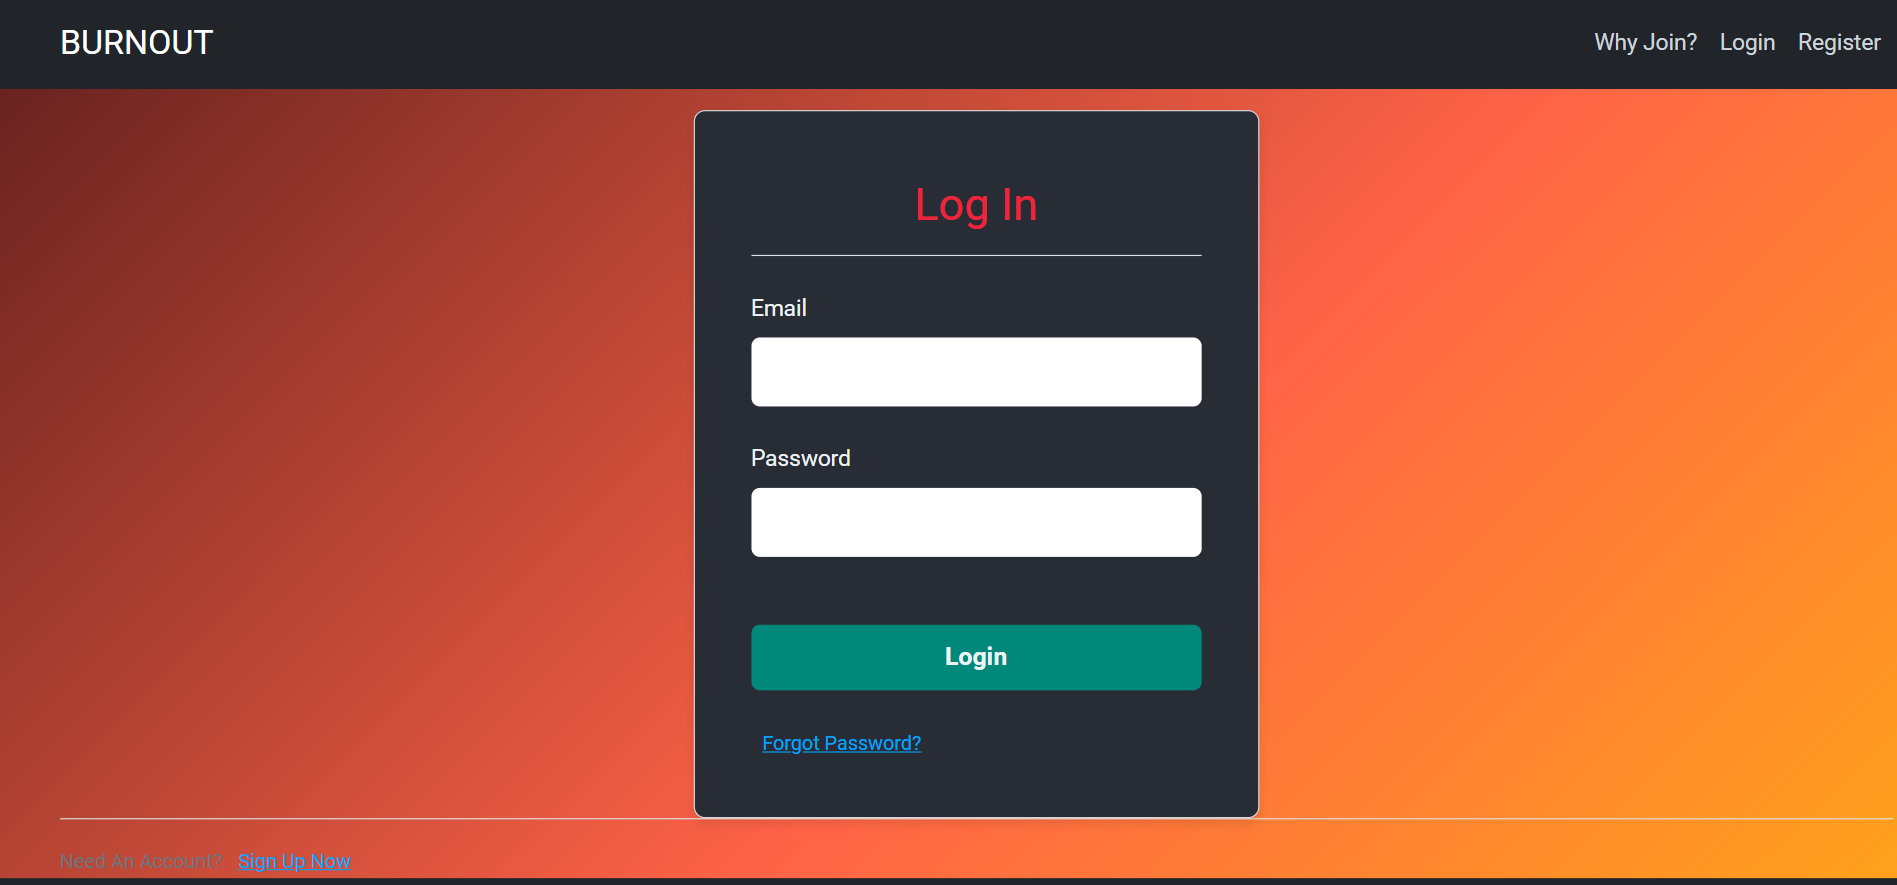 BURNOUT
Why Join? Login Register
Log In
Email
Password
Login
Forgot Password?
Need An Account? Sign Up Now